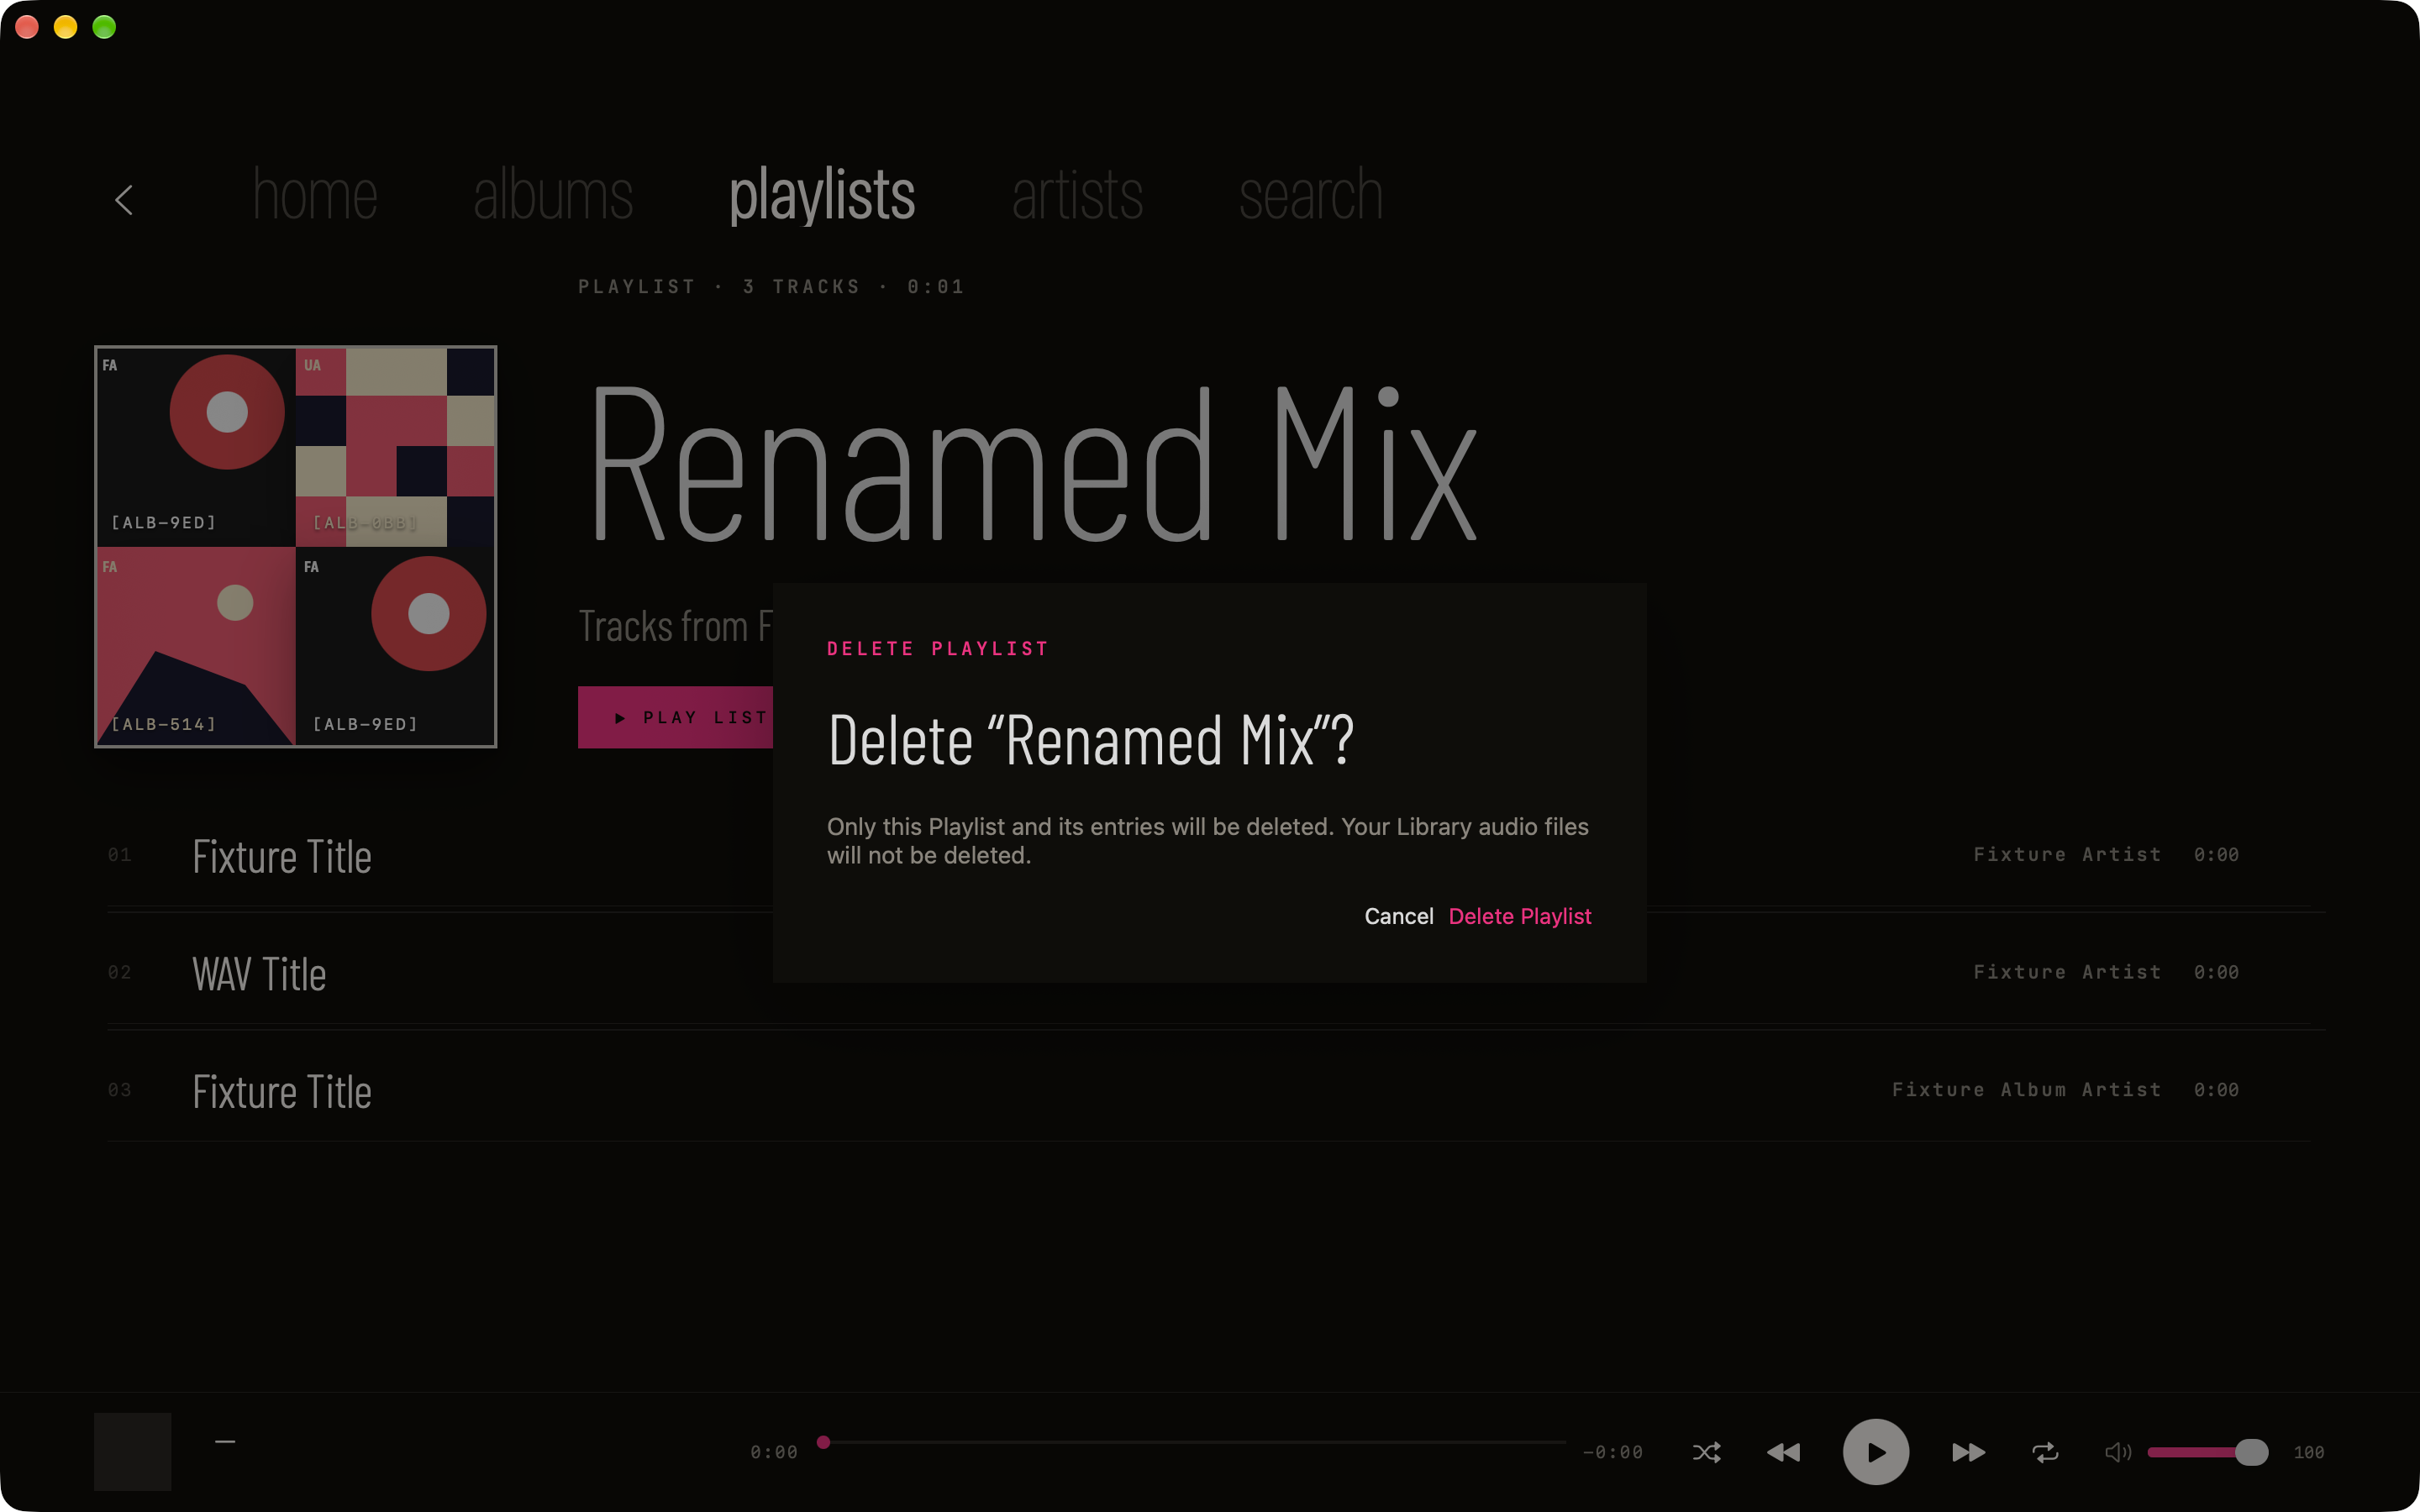 home albums playlists artists search
PLAYLIST · 3 TRACKS · 0:01
FA
UA
[ALB—9ED]
[ALB—0BB]
FA
FA
[ALB—514]
[ALB—9ED]
Renamed Mix
Tracks from F
PLAY LIST
DELETE PLAYLIST
Delete “Renamed Mix”?
Only this Playlist and its entries will be deleted. Your Library audio files
will not be deleted.
Cancel Delete Playlist
01 Fixture Title Fixture Artist 0:00
02 WAV Title Fixture Artist 0:00
03 Fixture Title Fixture Album Artist 0:00
—
0:00 —0:00 100